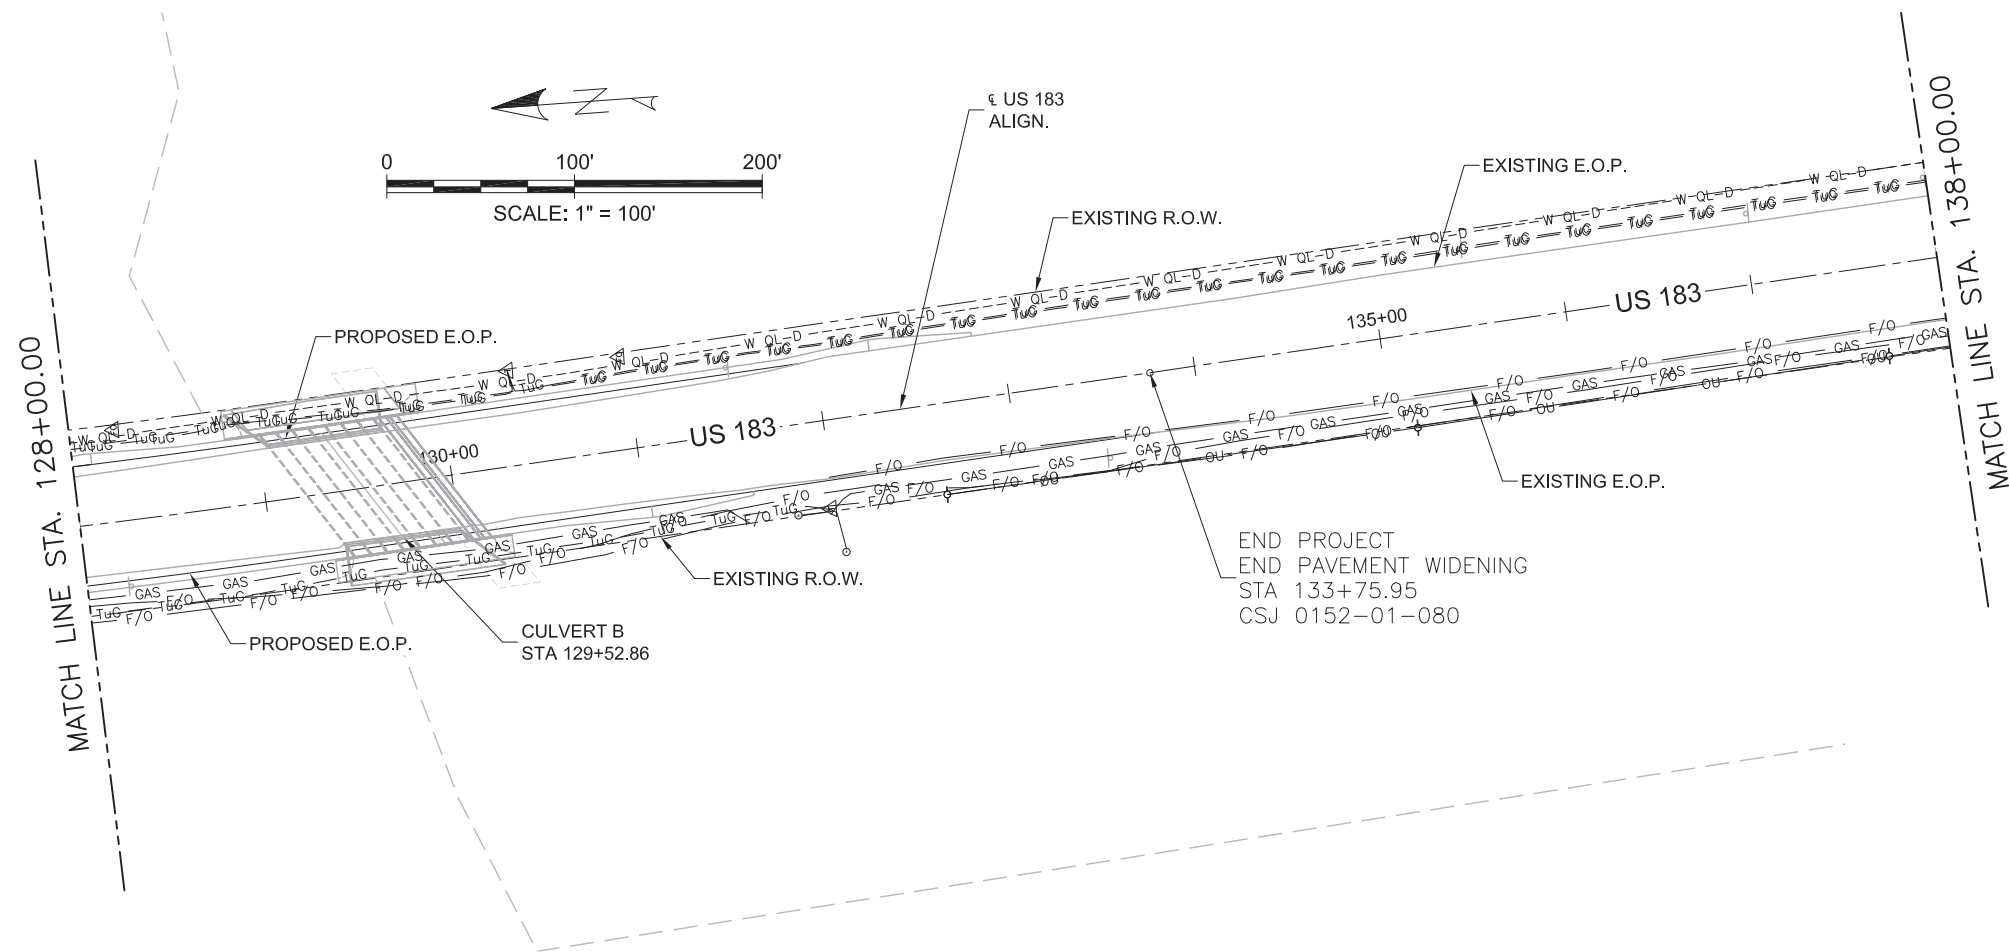 ℄ US 183
ALIGN.
0 100' 200'
SCALE: 1" = 100'
EXISTING E.O.P.
EXISTING R.O.W.
PROPOSED E.O.P.
135+00
US 183
US 183
130+00
MATCH LINE STA. 128+00.00
MATCH LINE STA. 138+00.00
EXISTING E.O.P.
EXISTING R.O.W.
END PROJECT
END PAVEMENT WIDENING
STA 133+75.95
CSJ 0152-01-080
CULVERT B
STA 129+52.86
PROPOSED E.O.P.
W QL-D
TuG
F/O
GAS
OU